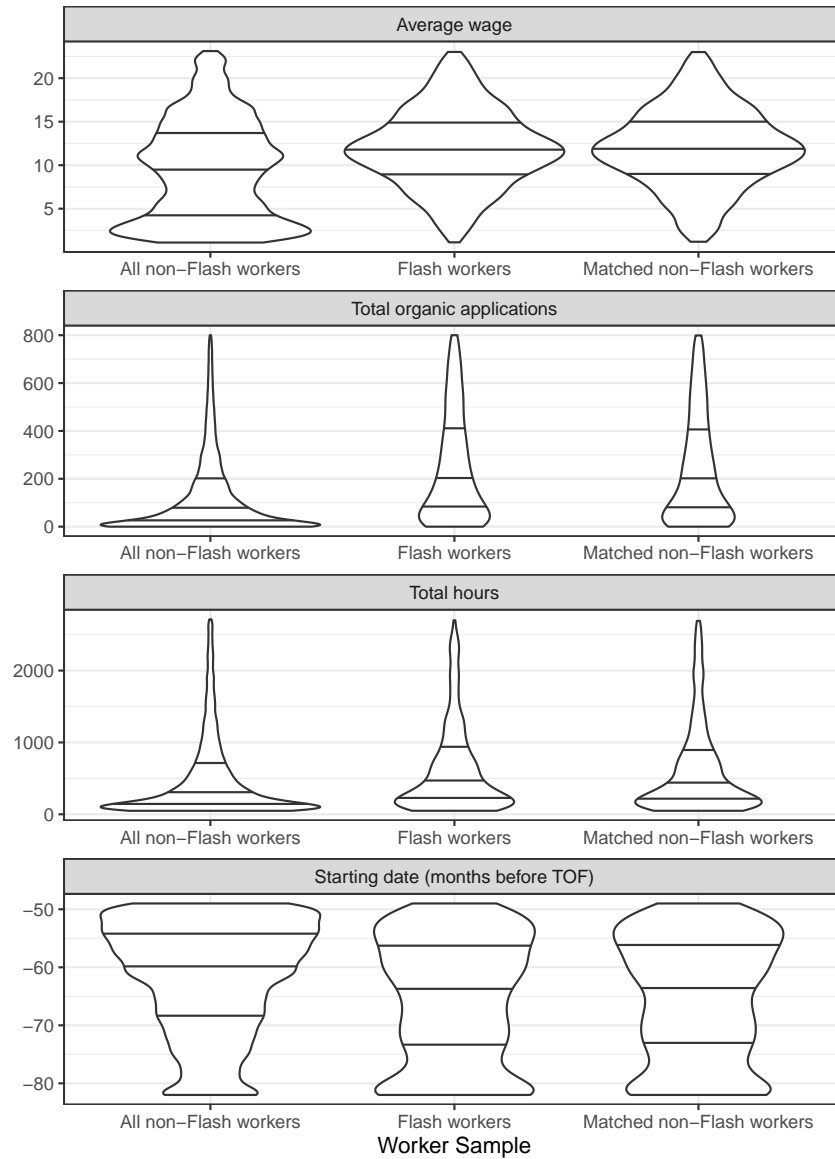 Average wage
20
15
10
5
All non−Flash workers Flash workers Matched non−Flash workers
Total organic applications
800
600
400
200
0
All non−Flash workers Flash workers Matched non−Flash workers
Total hours
2000
1000
0
All non−Flash workers Flash workers Matched non−Flash workers
Starting date (months before TOF)
−50
−60
−70
−80
All non−Flash workers Flash workers Matched non−Flash workers
Worker Sample